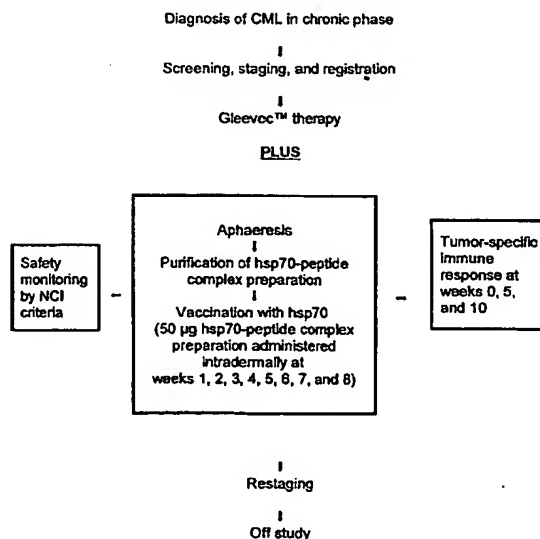 Diagnosis of CML in chronic phase
Screening, staging, and registration
Gleevec™ therapy
PLUS
Safety
monitoring
by NCI
criteria
Aphaeresis
Purification of hsp70-peptide
complex preparation
Vaccination with hsp70
(50 µg hsp70-peptide complex
preparation administered
intradermally at
weeks 1, 2, 3, 4, 5, 6, 7, and 8)
Tumor-specific
immune
response at
weeks 0, 5,
and 10
Restaging
Off study